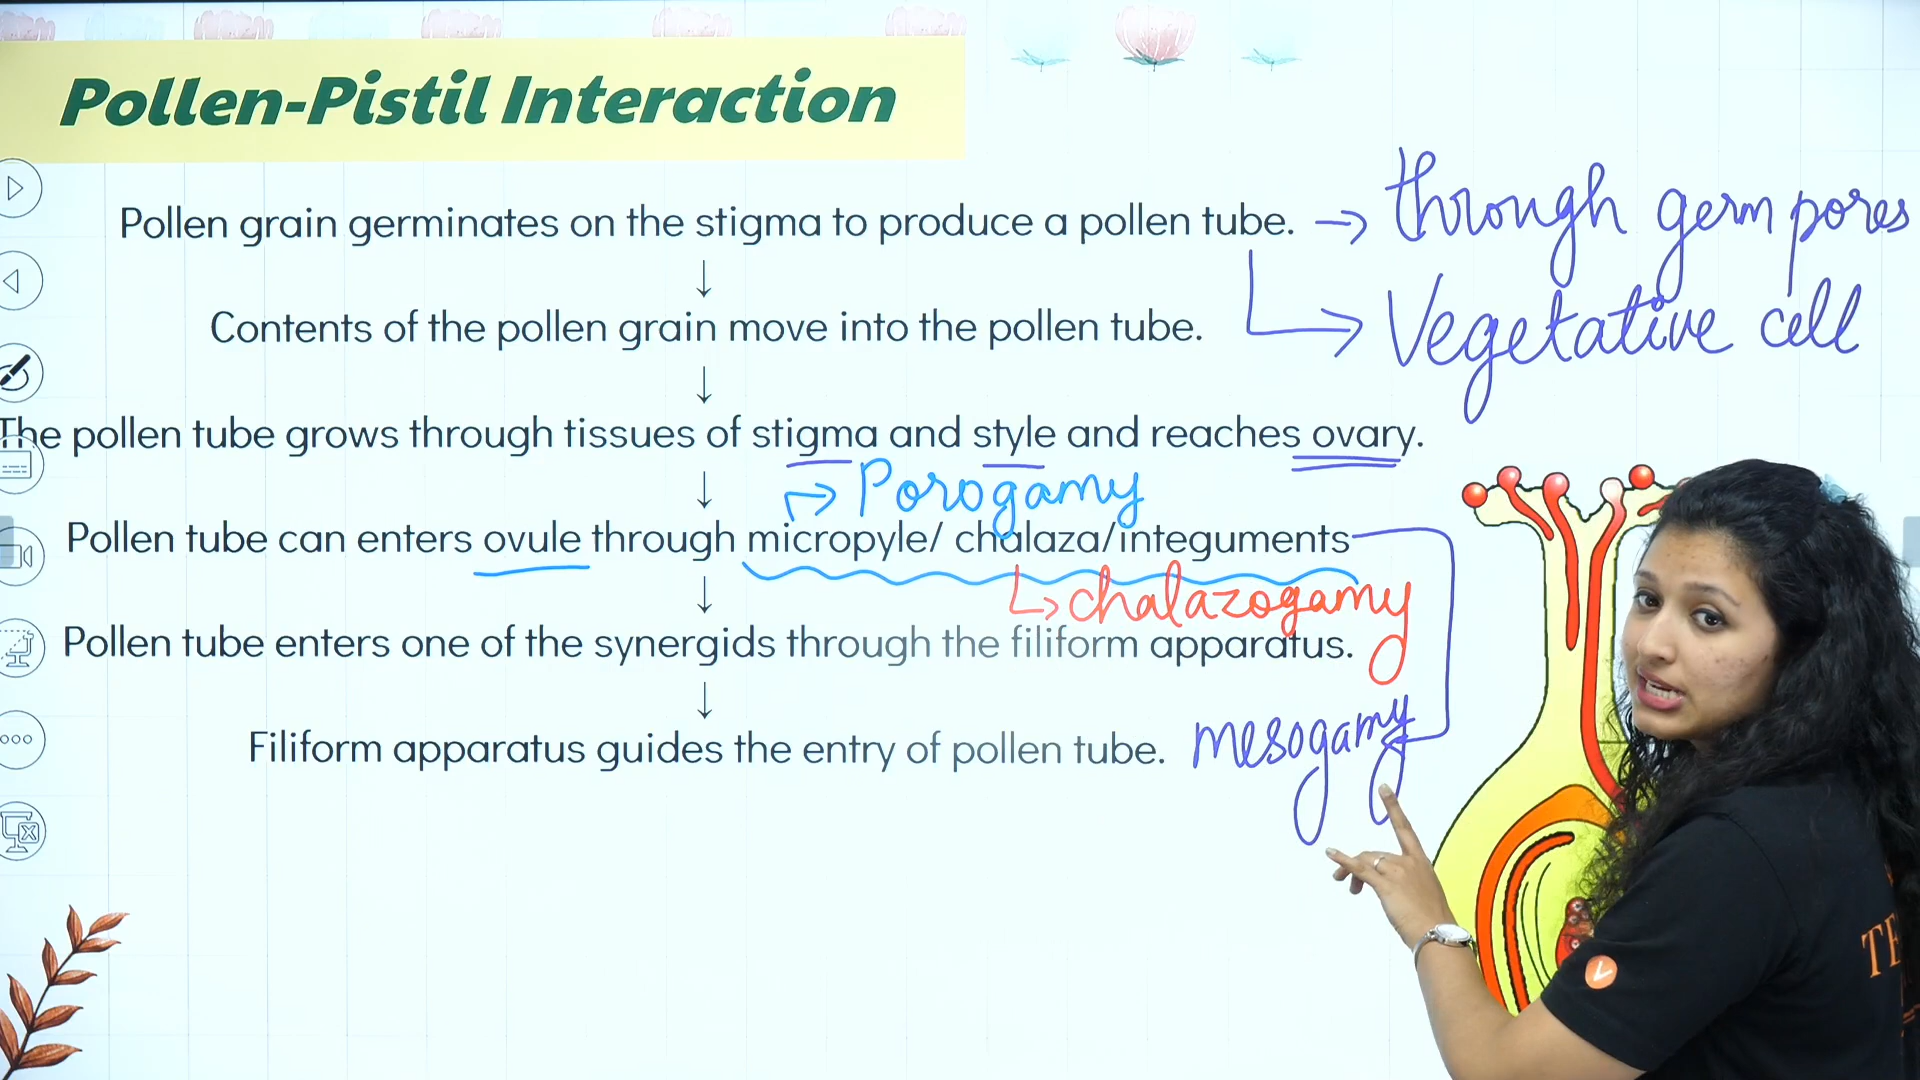 Pollen-Pistil Interaction
Pollen grain germinates on the stigma to produce a pollen tube. → through germ pores
↓
Contents of the pollen grain move into the pollen tube. → Vegetative cell
↓
The pollen tube grows through tissues of stigma and style and reaches ovary.
↓ → Porogamy
Pollen tube can enters ovule through micropyle/ chalaza/integuments
↓ → chalazogamy
Pollen tube enters one of the synergids through the filiform apparatus.
↓
Filiform apparatus guides the entry of pollen tube. mesogamy